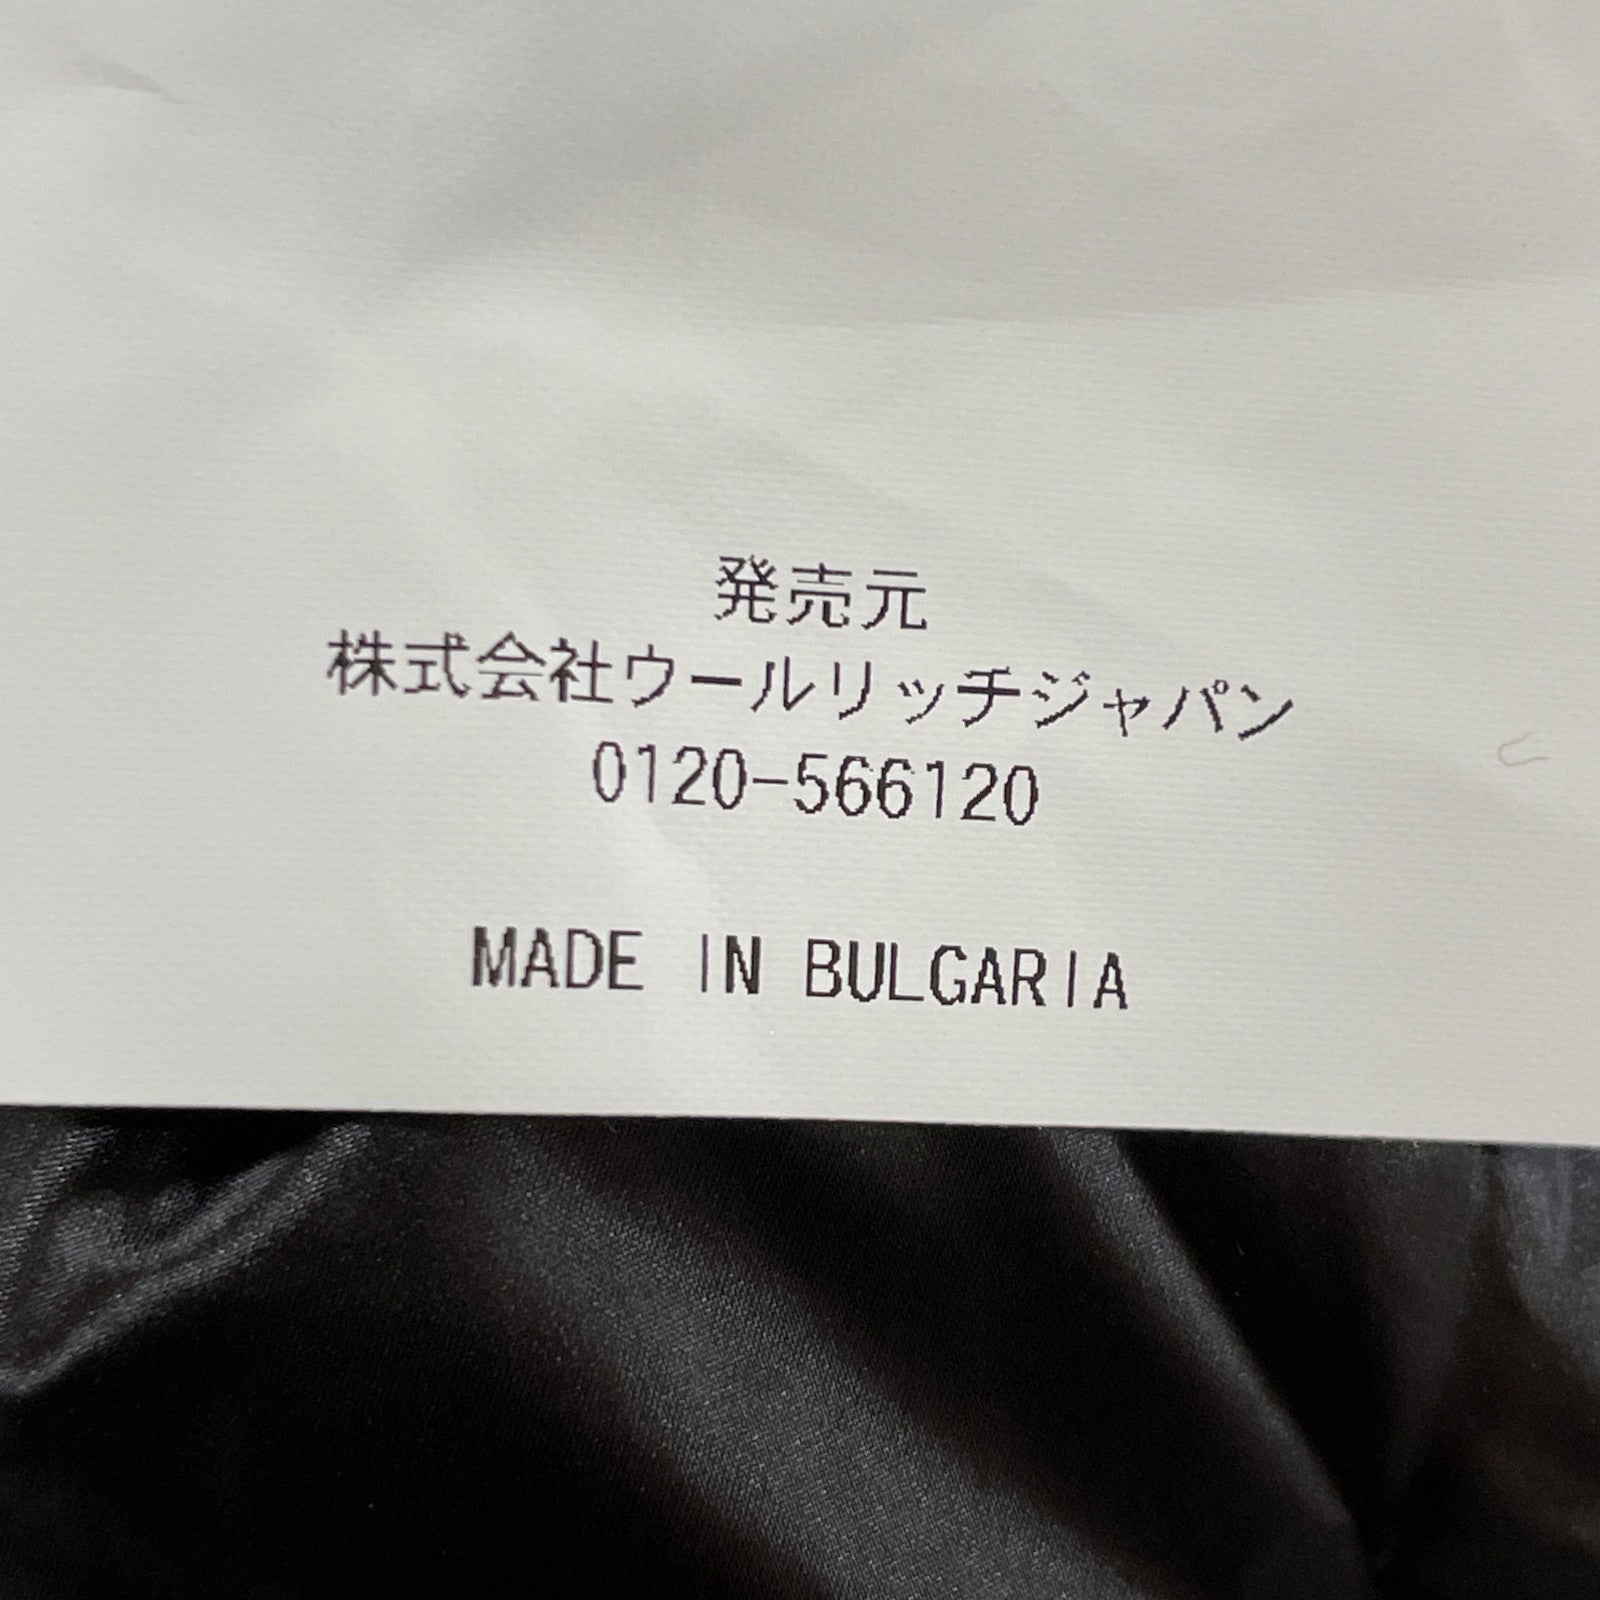 発売元
株式会社ウールリッチジャパン
0120-566120
MADE IN BULGARIA